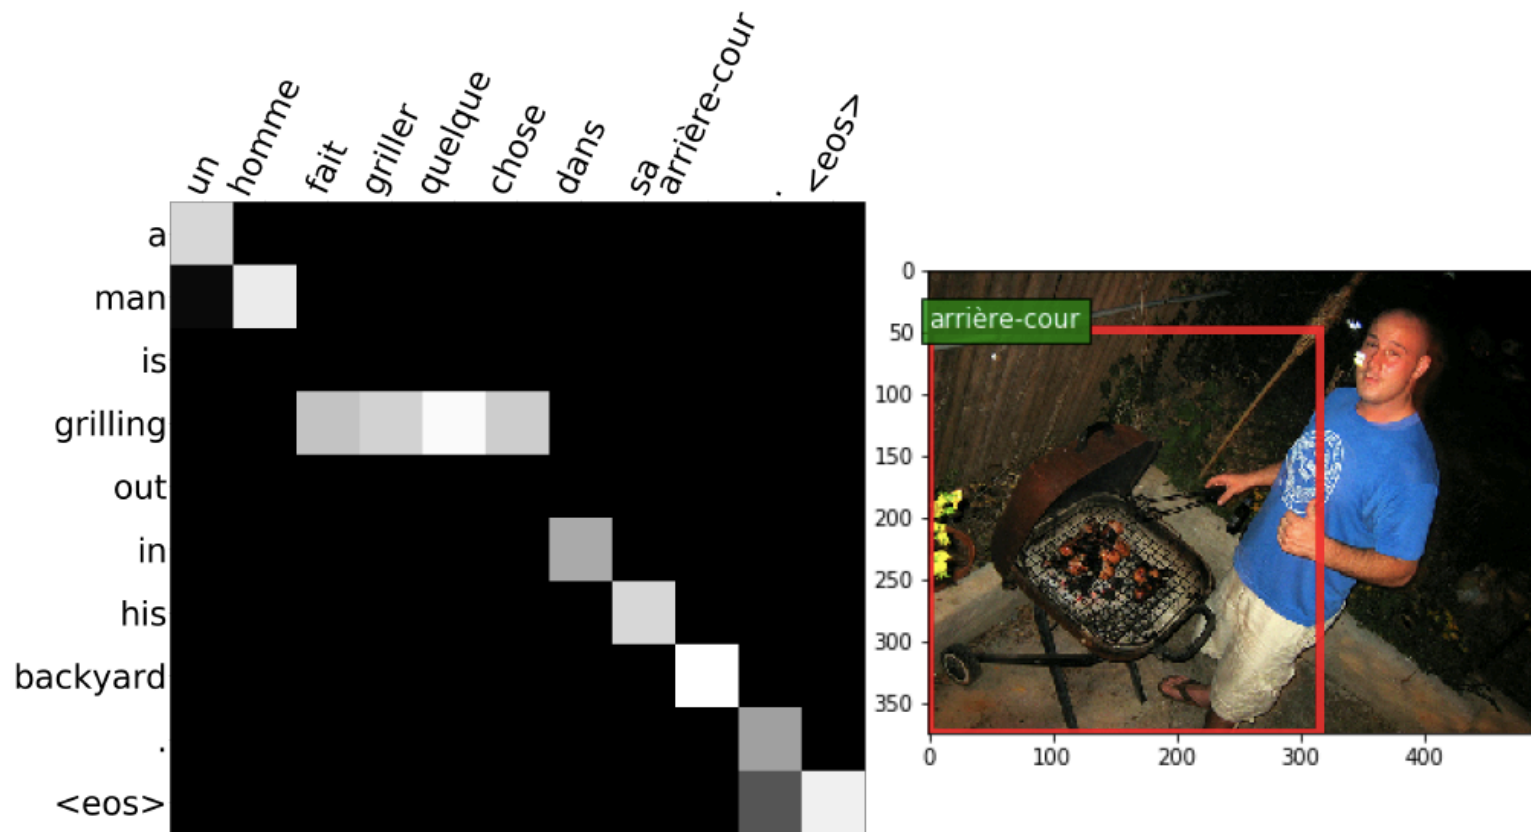 un
homme
fait
griller
quelque
chose
dans
sa
arrière-cour
.
<eos>
a
man
is
grilling
out
in
his
backyard
.
<eos>
arrière-cour
0
50
100
150
200
250
300
350
0
100
200
300
400